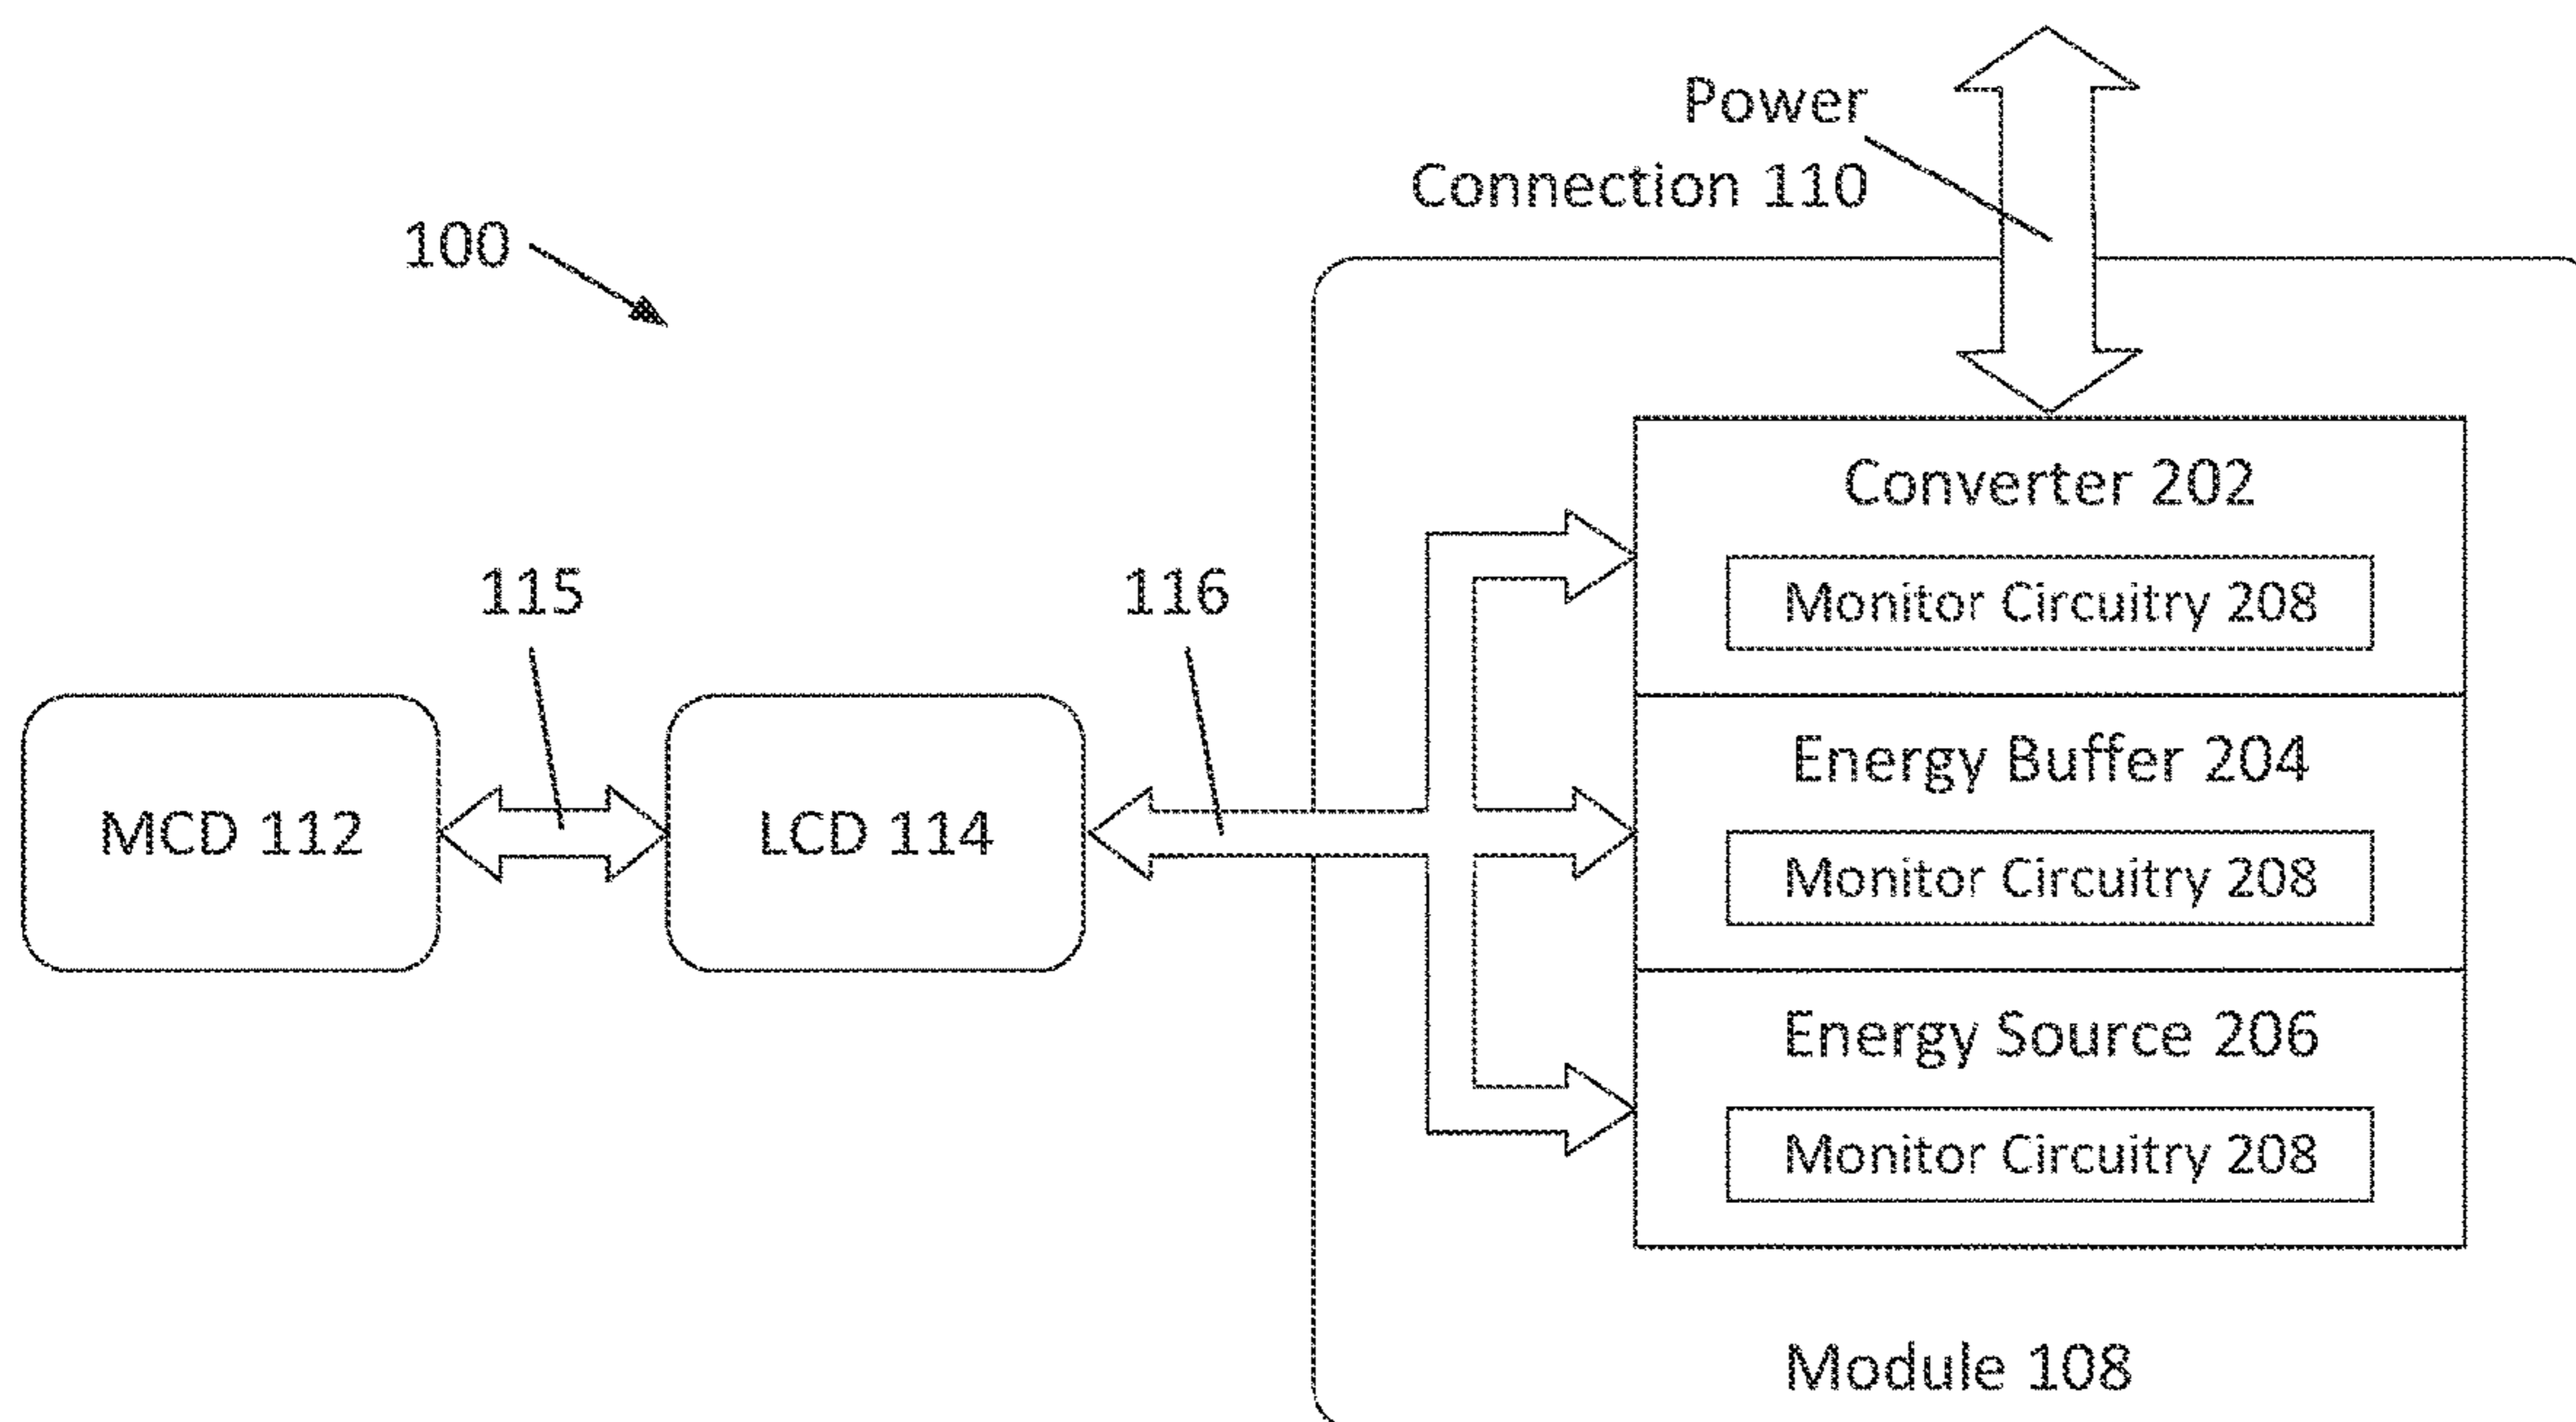 Power
Connection 110
100
Converter 202
Monitor Circuitry 208
115
116
MCD 112
LCD 114
Energy Buffer 204
Monitor Circuitry 208
Energy Source 206
Monitor Circuitry 208
Module 108